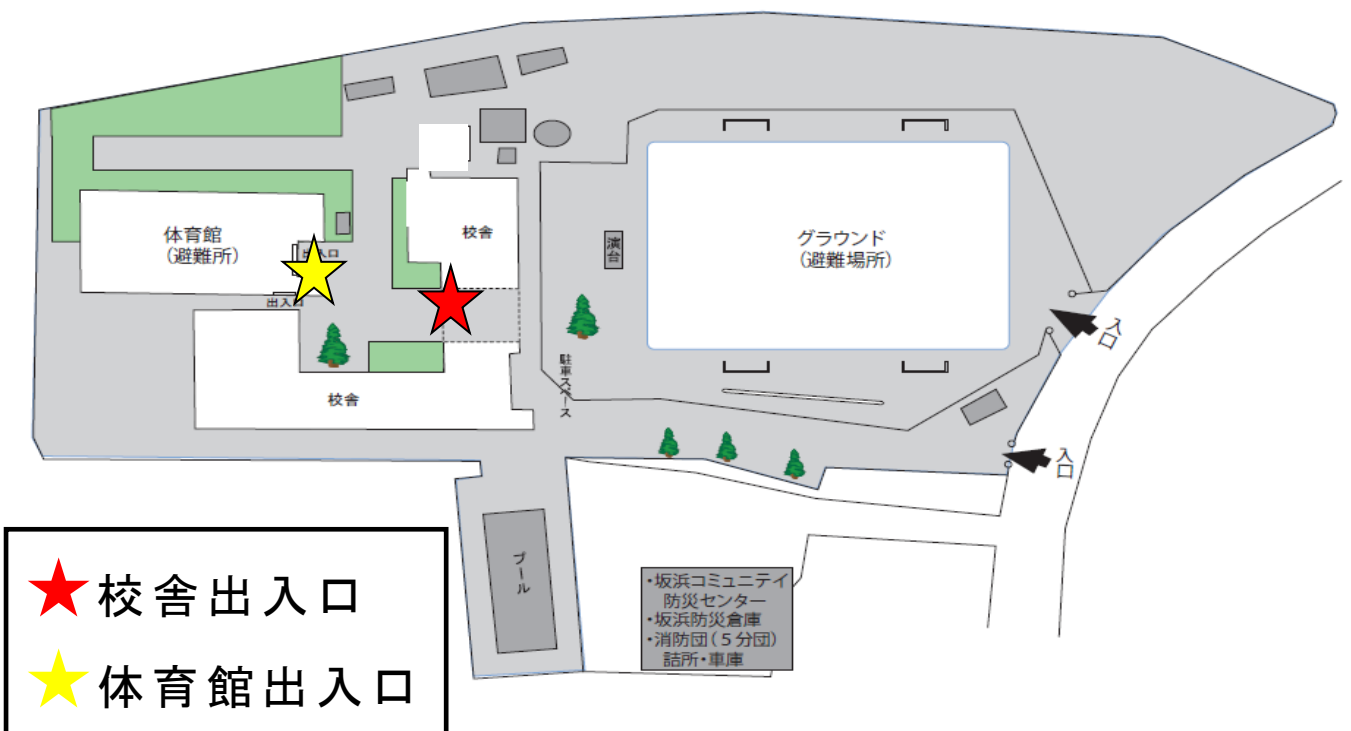 体育館
（避難所）
出入口
出入口
校舎
校舎
演台
グラウンド
（避難場所）
駐車スペース
入口
入口
プール
・坂浜コミュニテイ
防災センター
・坂浜防災倉庫
・消防団（５分団）
詰所・車庫
校舎出入口
体育館出入口